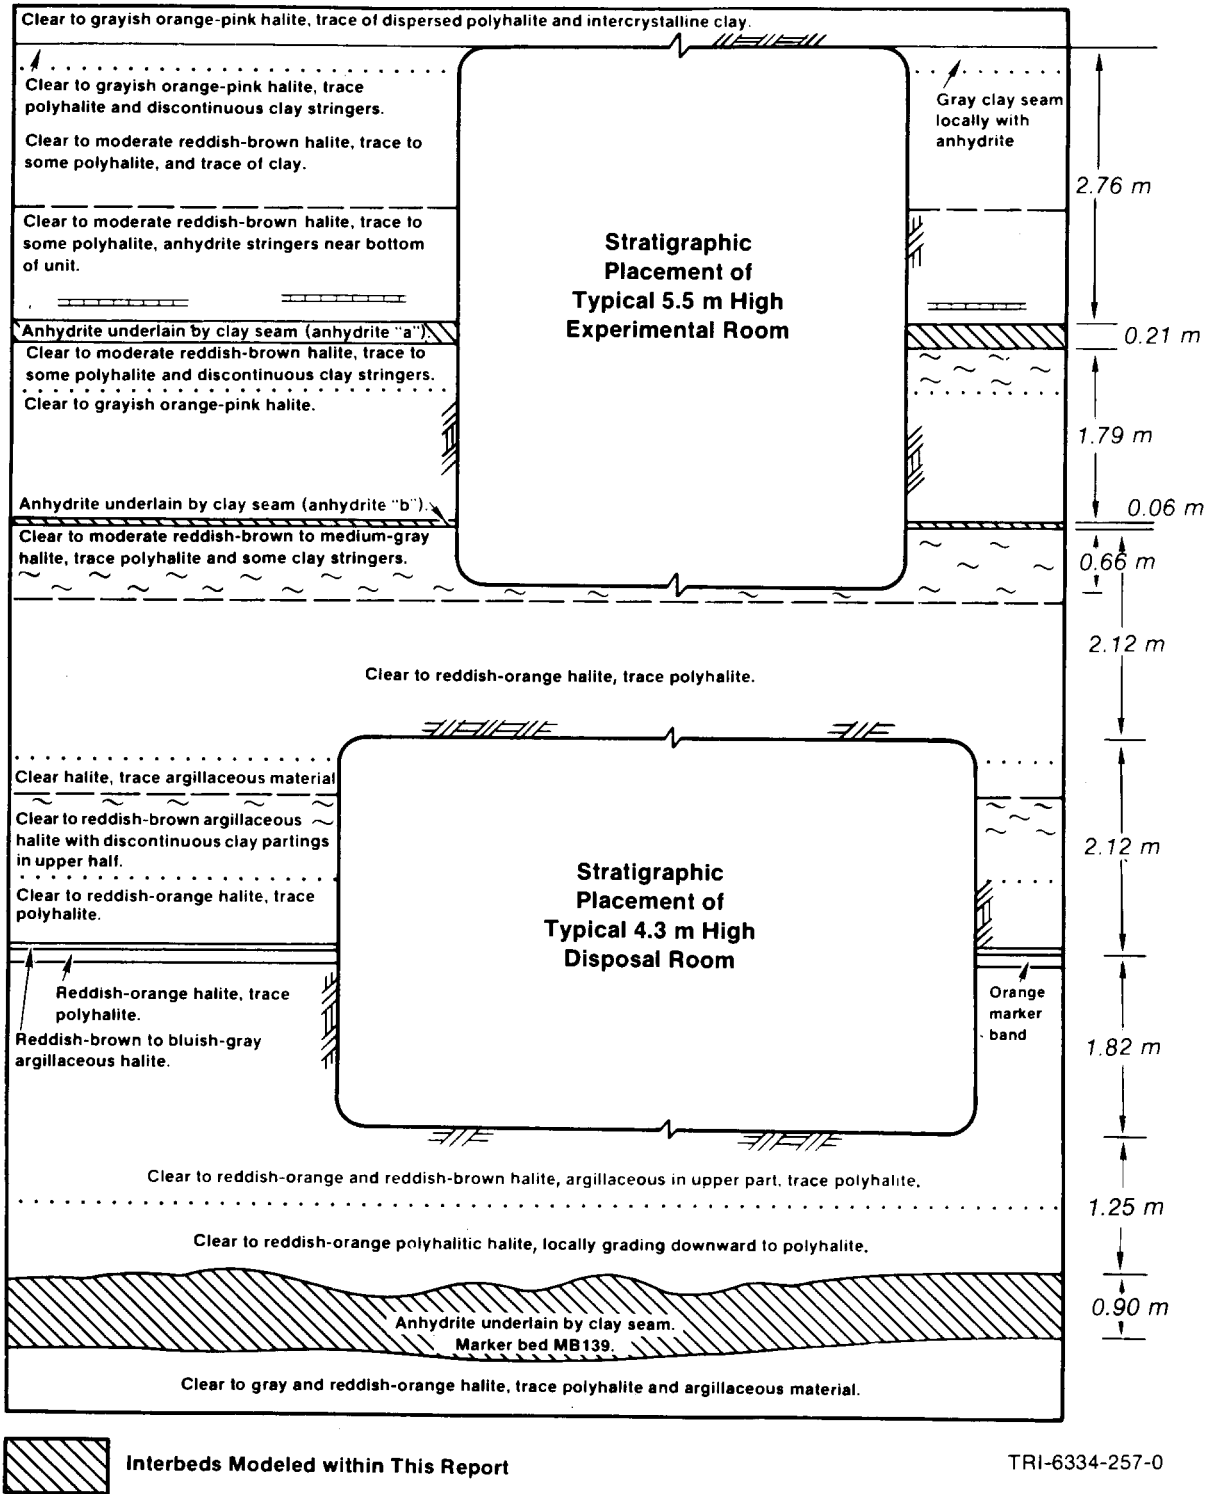 Clear to grayish orange-pink halite, trace of dispersed polyhalite and intercrystalline clay.
Clear to grayish orange-pink halite, trace
polyhalite and discontinuous clay stringers.
Clear to moderate reddish-brown halite, trace to
some polyhalite, and trace of clay.
Gray clay seam
locally with
anhydrite
2.76 m
Clear to moderate reddish-brown halite, trace to
some polyhalite, anhydrite stringers near bottom
of unit.
Stratigraphic
Placement of
Typical 5.5 m High
Experimental Room
Anhydrite underlain by clay seam (anhydrite "a").
0.21 m
Clear to moderate reddish-brown halite, trace to
some polyhalite and discontinuous clay stringers.
Clear to grayish orange-pink halite.
1.79 m
Anhydrite underlain by clay seam (anhydrite "b").
0.06 m
Clear to moderate reddish-brown to medium-gray
halite, trace polyhalite and some clay stringers.
0.66 m
2.12 m
Clear to reddish-orange halite, trace polyhalite.
Clear halite, trace argillaceous material
Clear to reddish-brown argillaceous
halite with discontinuous clay partings
in upper half.
2.12 m
Clear to reddish-orange halite, trace
polyhalite.
Stratigraphic
Placement of
Typical 4.3 m High
Disposal Room
Reddish-orange halite, trace
polyhalite.
Reddish-brown to bluish-gray
argillaceous halite.
Orange
marker
band
1.82 m
Clear to reddish-orange and reddish-brown halite, argillaceous in upper part, trace polyhalite.
1.25 m
Clear to reddish-orange polyhalitic halite, locally grading downward to polyhalite.
Anhydrite underlain by clay seam.
Marker bed MB139.
0.90 m
Clear to gray and reddish-orange halite, trace polyhalite and argillaceous material.
Interbeds Modeled within This Report
TRI-6334-257-0